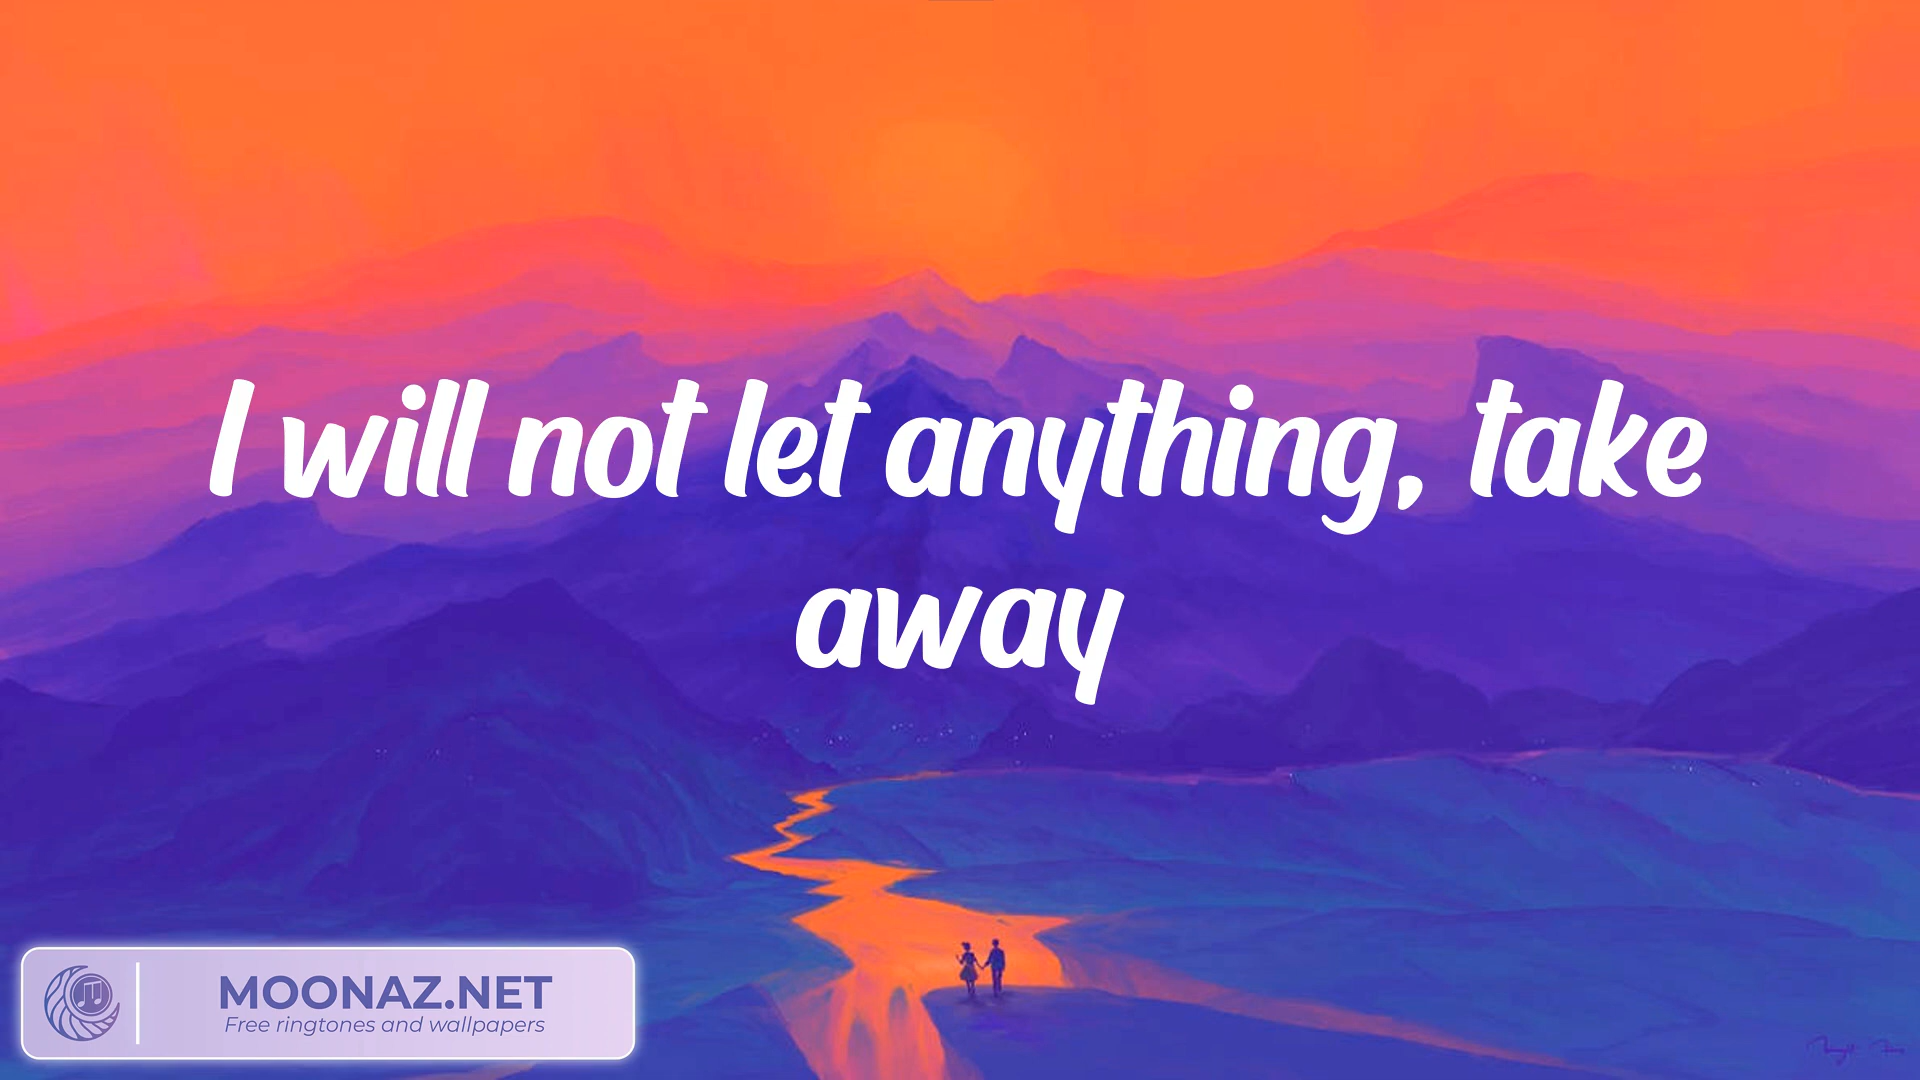 I will not let anything, take
away
MOONAZ.NET
Free ringtones and wallpapers